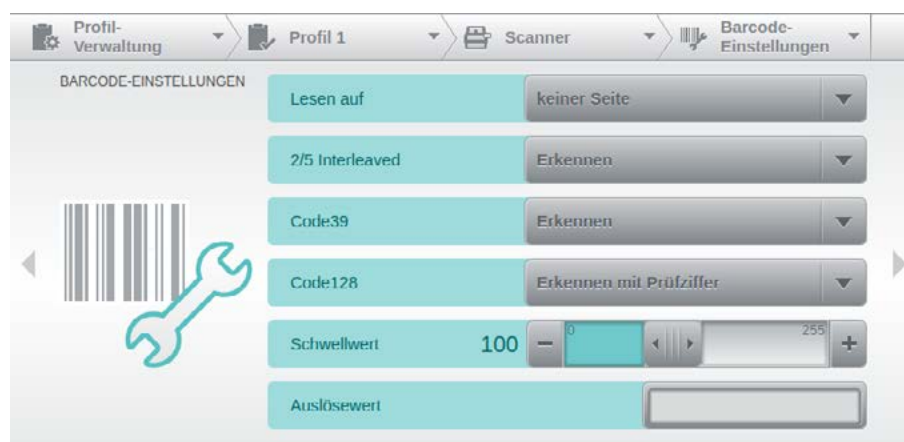 Profil-
Verwaltung
Profil 1
Scanner
Barcode-
Einstellungen
BARCODE-EINSTELLUNGEN
Lesen auf
keiner Seite
2/5 Interleaved
Erkennen
Code39
Erkennen
Code128
Erkennen mit Prüfziffer
Schwellwert
100
0
255
Auslösewert